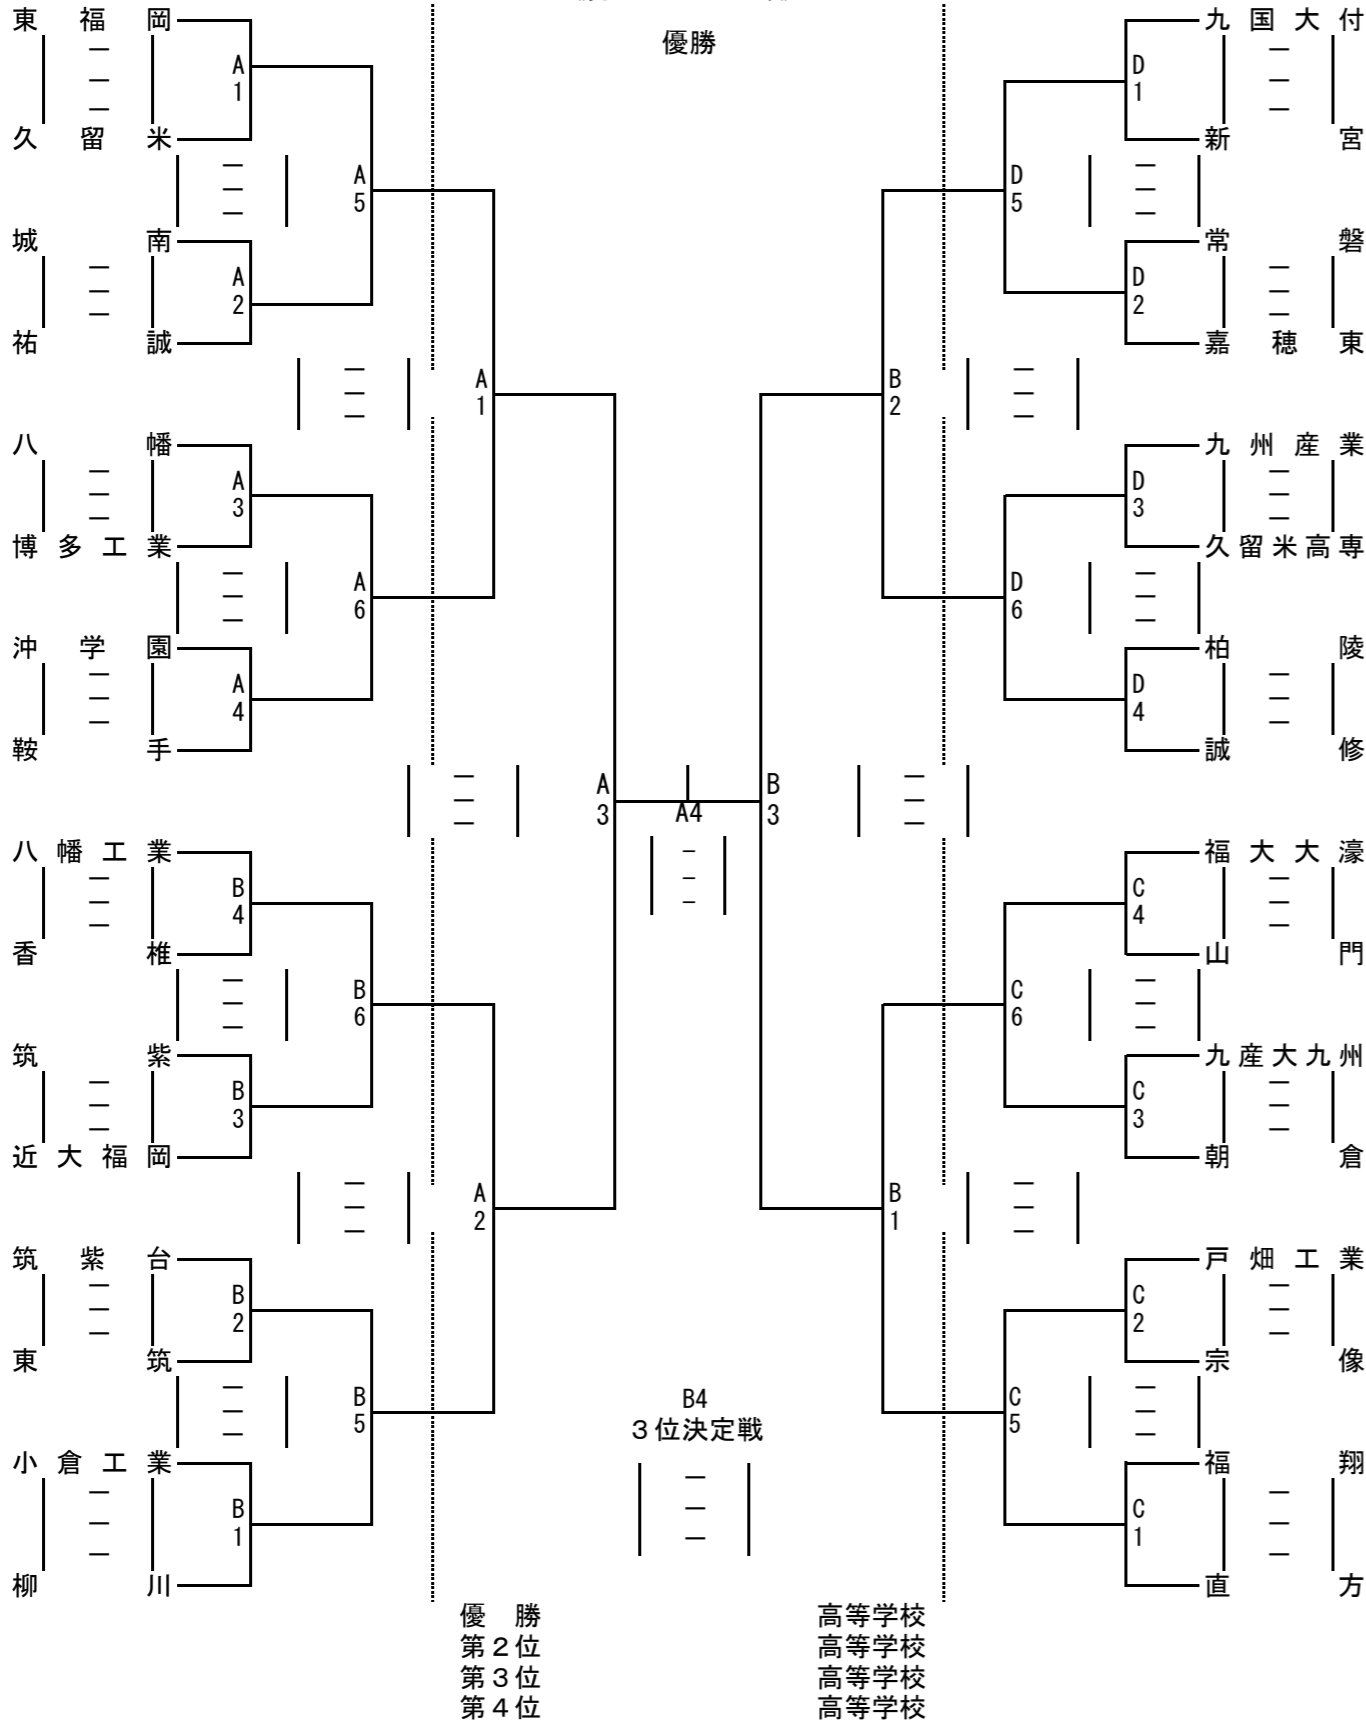 優勝
東福岡
A1
久留米
A5
城南
A2
祐誠
A1
八幡
A3
博多工業
A6
沖学園
A4
鞍手
A3
八幡工業
B4
香椎
B6
筑紫
B3
近大福岡
A2
筑紫台
B2
東筑
B5
小倉工業
B1
柳川
A4
九国大付
D1
新宮
D5
常磐
D2
嘉穂東
B2
九州産業
D3
久留米高専
D6
柏陵
D4
誠修
B3
福大大濠
C4
山門
C6
九産大九州
C3
朝倉
B1
戸畑工業
C2
宗像
C5
福翔
C1
直方
B4
3位決定戦
優勝 高等学校
第2位 高等学校
第3位 高等学校
第4位 高等学校